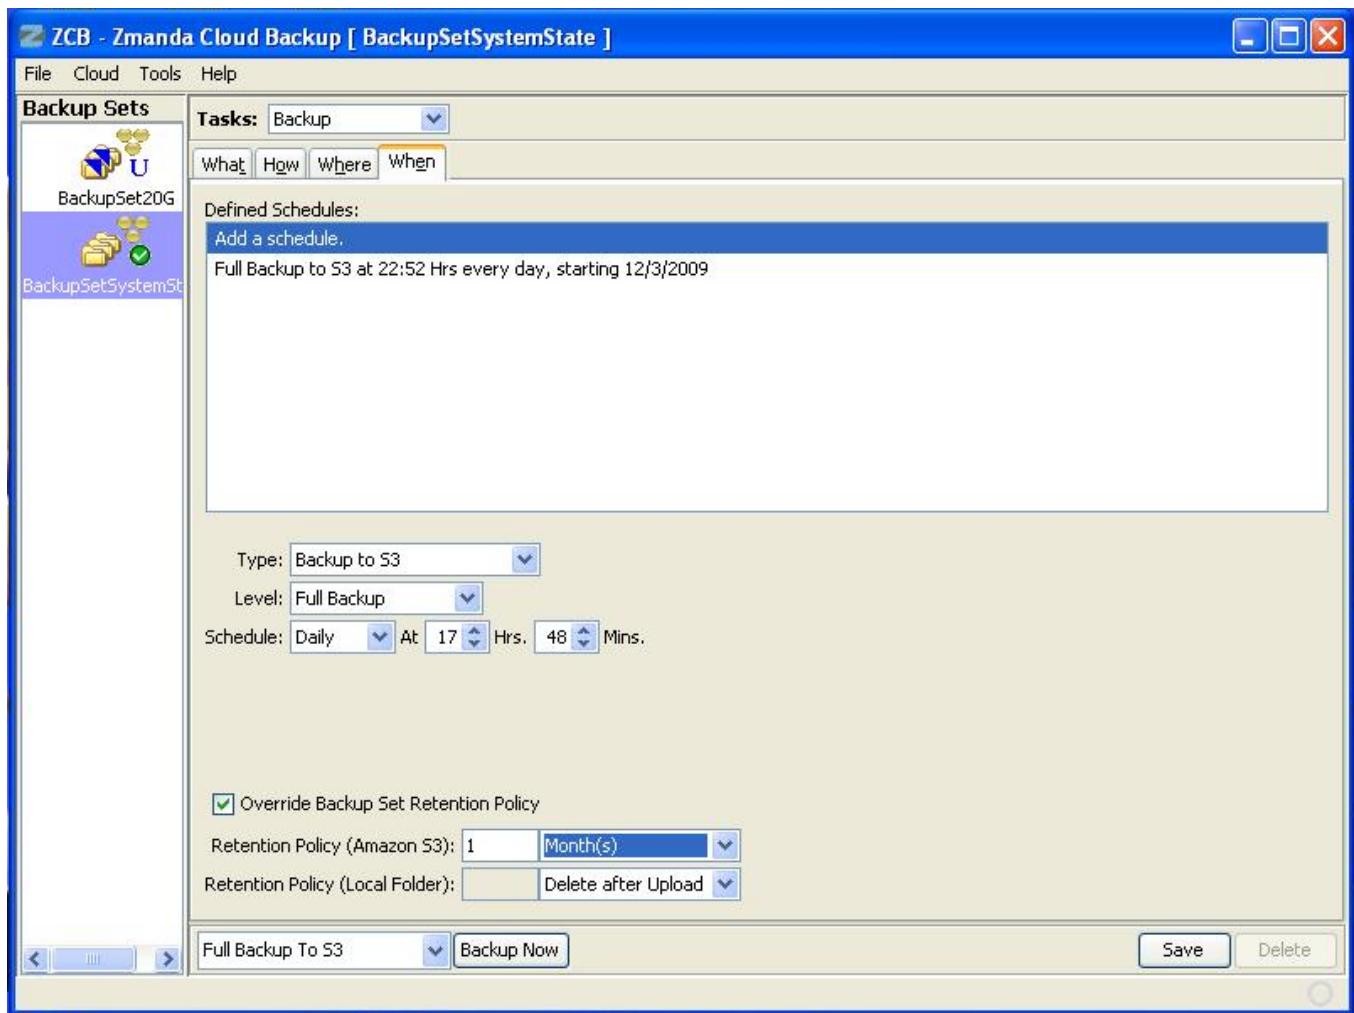 ZCB - Zmanda Cloud Backup [ BackupSetSystemState ]
File Cloud Tools Help
Backup Sets
Tasks: Backup
U
BackupSet20G
BackupSetSystemSt
What How Where When
Defined Schedules:
Add a schedule.
Full Backup to S3 at 22:52 Hrs every day, starting 12/3/2009
Type: Backup to S3
Level: Full Backup
Schedule: Daily At 17 Hrs. 48 Mins.
Override Backup Set Retention Policy
Retention Policy (Amazon S3): 1 Month(s)
Retention Policy (Local Folder): Delete after Upload
Full Backup To S3 Backup Now Save Delete